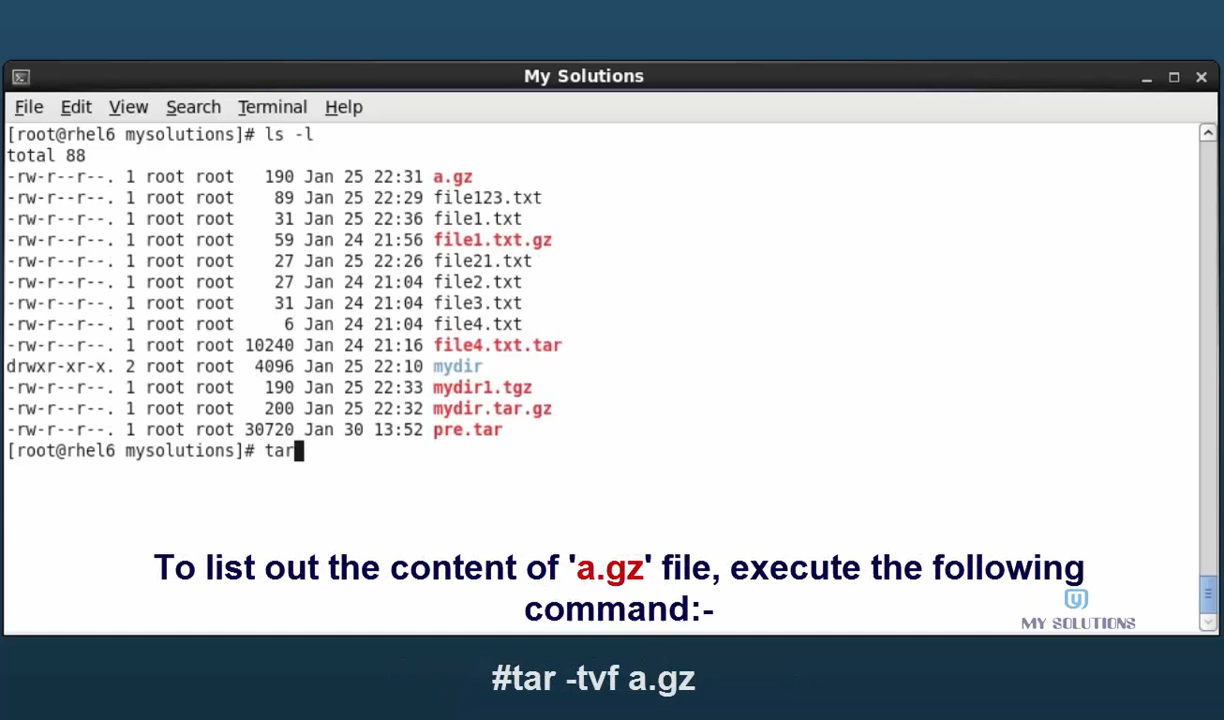 My Solutions
File Edit View Search Terminal Help
[root@rhel6 mysolutions]# ls -l
total 88
-rw-r--r--. 1 root root   190 Jan 25 22:31 a.gz
-rw-r--r--. 1 root root    89 Jan 25 22:29 file123.txt
-rw-r--r--. 1 root root    31 Jan 25 22:36 file1.txt
-rw-r--r--. 1 root root    59 Jan 24 21:56 file1.txt.gz
-rw-r--r--. 1 root root    27 Jan 25 22:26 file21.txt
-rw-r--r--. 1 root root    27 Jan 24 21:04 file2.txt
-rw-r--r--. 1 root root    31 Jan 24 21:04 file3.txt
-rw-r--r--. 1 root root     6 Jan 24 21:04 file4.txt
-rw-r--r--. 1 root root 10240 Jan 24 21:16 file4.txt.tar
drwxr-xr-x. 2 root root  4096 Jan 25 22:10 mydir
-rw-r--r--. 1 root root   190 Jan 25 22:33 mydir1.tgz
-rw-r--r--. 1 root root   200 Jan 25 22:32 mydir.tar.gz
-rw-r--r--. 1 root root 30720 Jan 30 13:52 pre.tar
[root@rhel6 mysolutions]# tar
To list out the content of 'a.gz' file, execute the following
command:-
MY SOLUTIONS
#tar -tvf a.gz